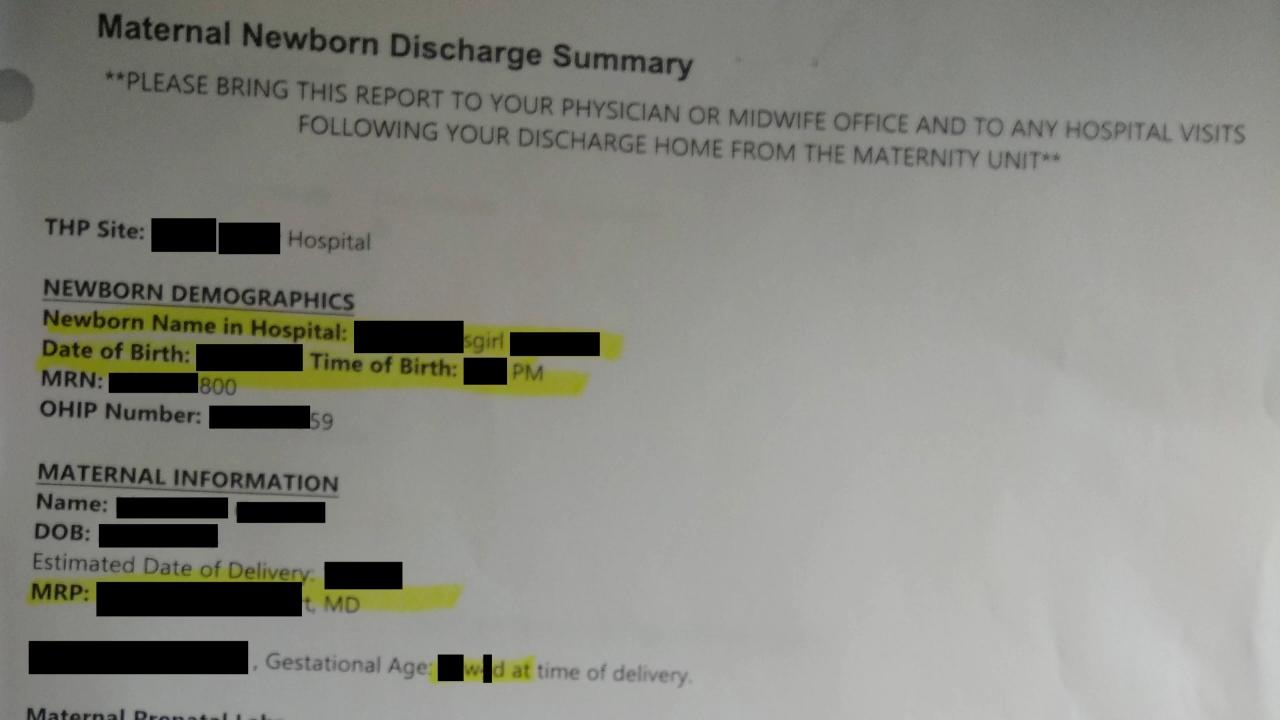 Maternal Newborn Discharge Summary
**PLEASE BRING THIS REPORT TO YOUR PHYSICIAN OR MIDWIFE OFFICE AND TO ANY HOSPITAL VISITS
FOLLOWING YOUR DISCHARGE HOME FROM THE MATERNITY UNIT**
THP Site: Hospital
NEWBORN DEMOGRAPHICS
Newborn Name in Hospital: sgirl
Date of Birth: Time of Birth: PM
MRN: 800
OHIP Number: 59
MATERNAL INFORMATION
Name:
DOB:
Estimated Date of Delivery:
MRP: t, MD
, Gestational Age: w d at time of delivery.
Maternal Prenatal Labs